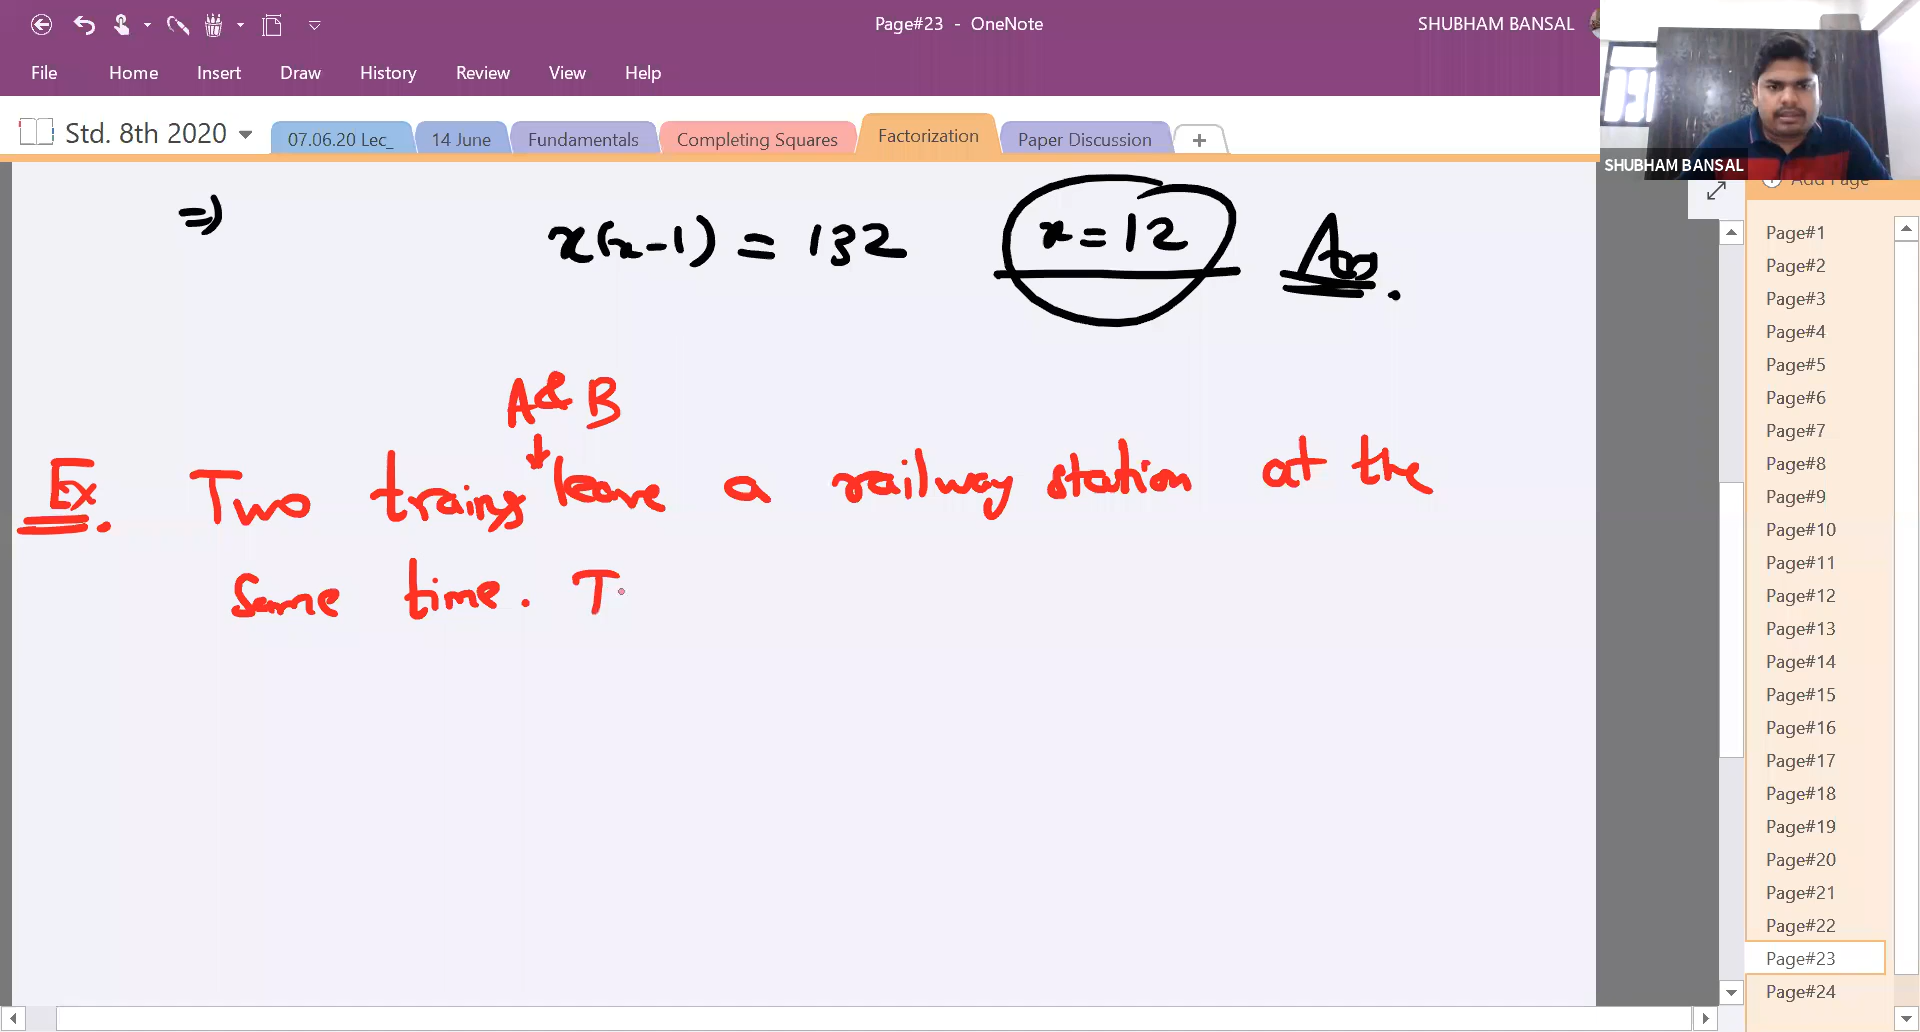 Page#23 - OneNote
SHUBHAM BANSAL
File Home Insert Draw History Review View Help
SHUBHAM BANSAL
Std. 8th 2020
07.06.20 Lec_ 14 June Fundamentals Completing Squares Factorization Paper Discussion +
Add Page
=> x(x-1) = 132 x=12 Ans.
A & B
Ex. Two trains leave a railway station at the
same time. T
Page#1
Page#2
Page#3
Page#4
Page#5
Page#6
Page#7
Page#8
Page#9
Page#10
Page#11
Page#12
Page#13
Page#14
Page#15
Page#16
Page#17
Page#18
Page#19
Page#20
Page#21
Page#22
Page#23
Page#24